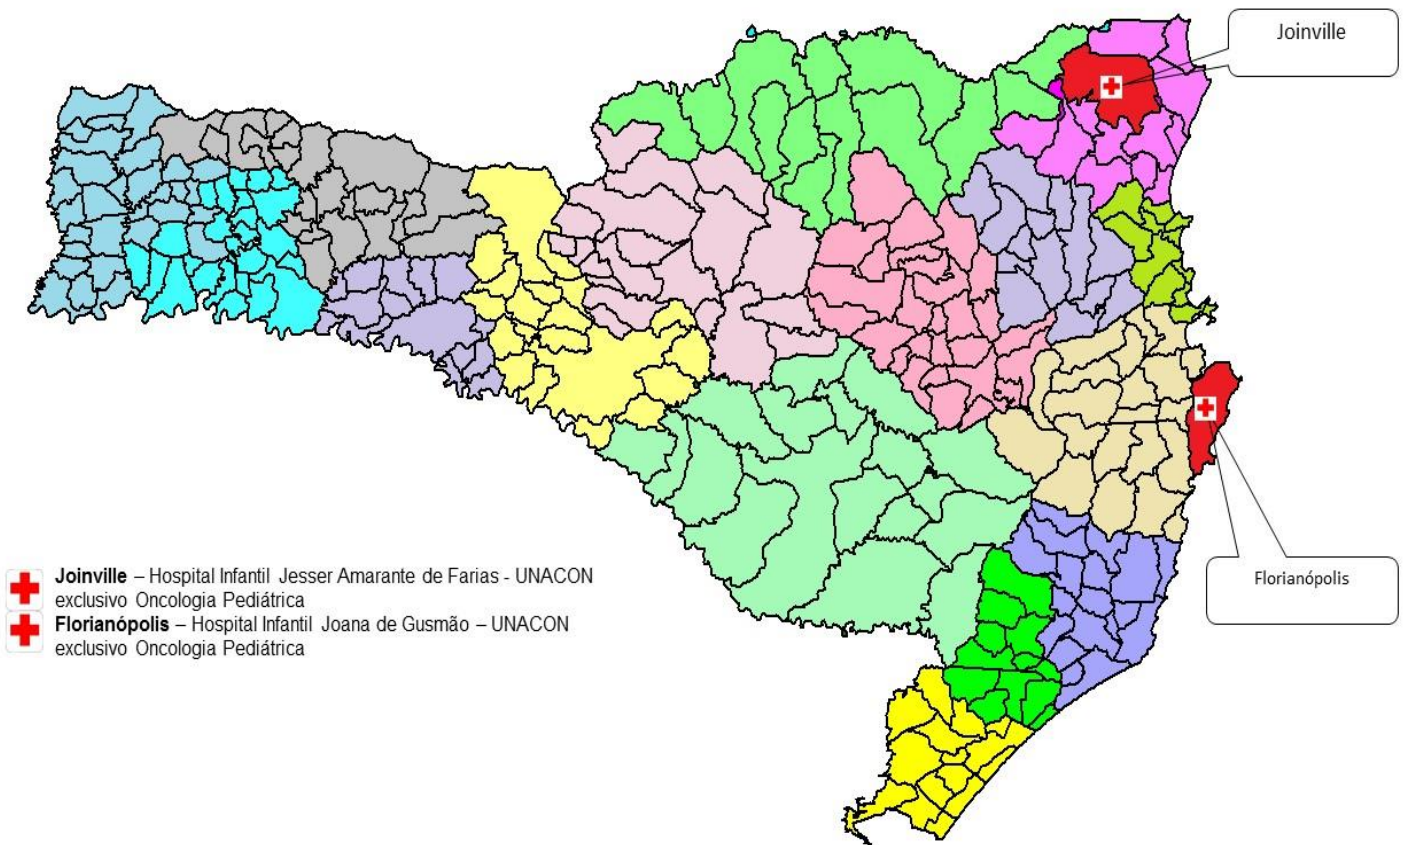 Joinville
Florianópolis
Joinville – Hospital Infantil Jesser Amarante de Farias - UNACON
exclusivo Oncologia Pediátrica
Florianópolis – Hospital Infantil Joana de Gusmão – UNACON
exclusivo Oncologia Pediátrica